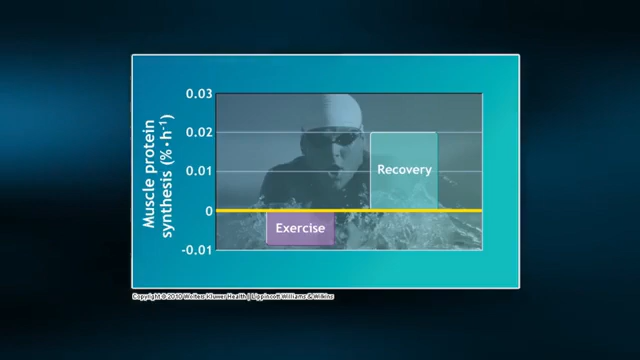 Muscle protein
synthesis (%•h-1)
0.03
0.02
0.01
0
-0.01
Recovery
Exercise
Copyright © 2010 Wolters Kluwer Health | Lippincott Williams & Wilkins